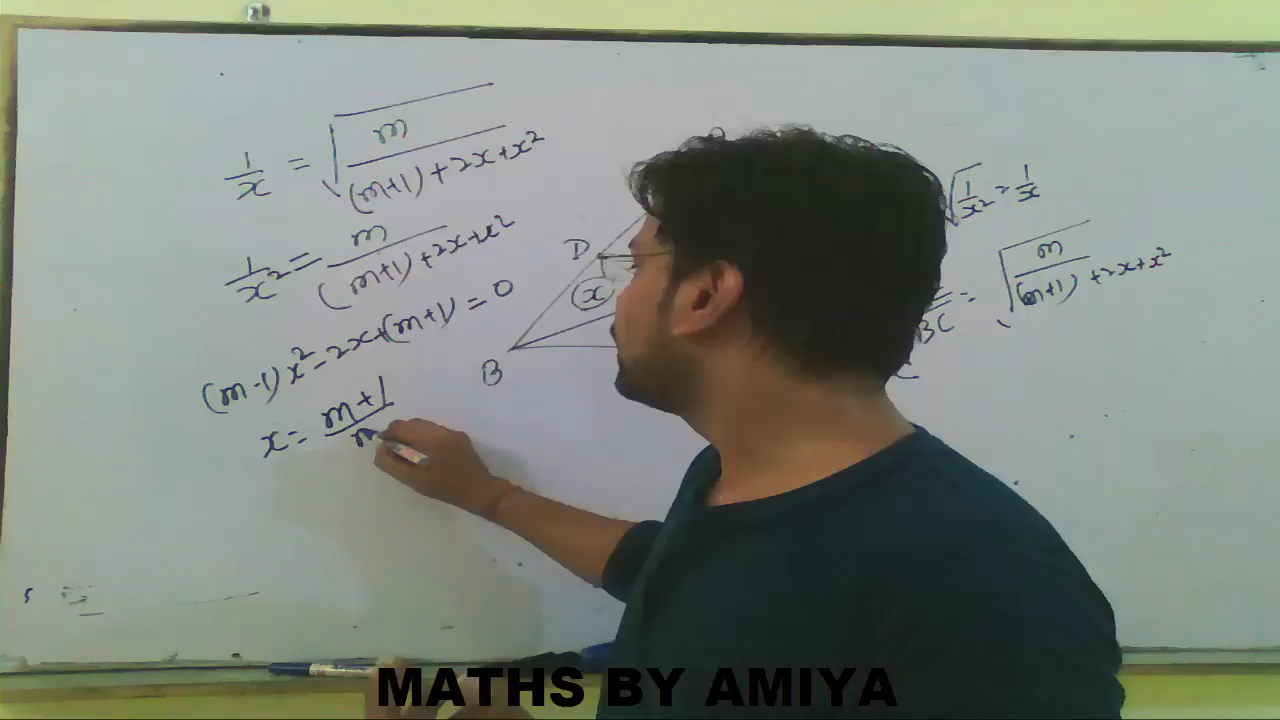 1/x = √(m/((m+1)+2x+x²))
1/x² = m/((m+1)+2x+x²)
(m-1)x²-2x+(m+1)=0
x = m+1/m
D
x
B
√(1/x²) = 1/x
BC = √(m/((m+1)+2x+x²))
MATHS BY AMIYA